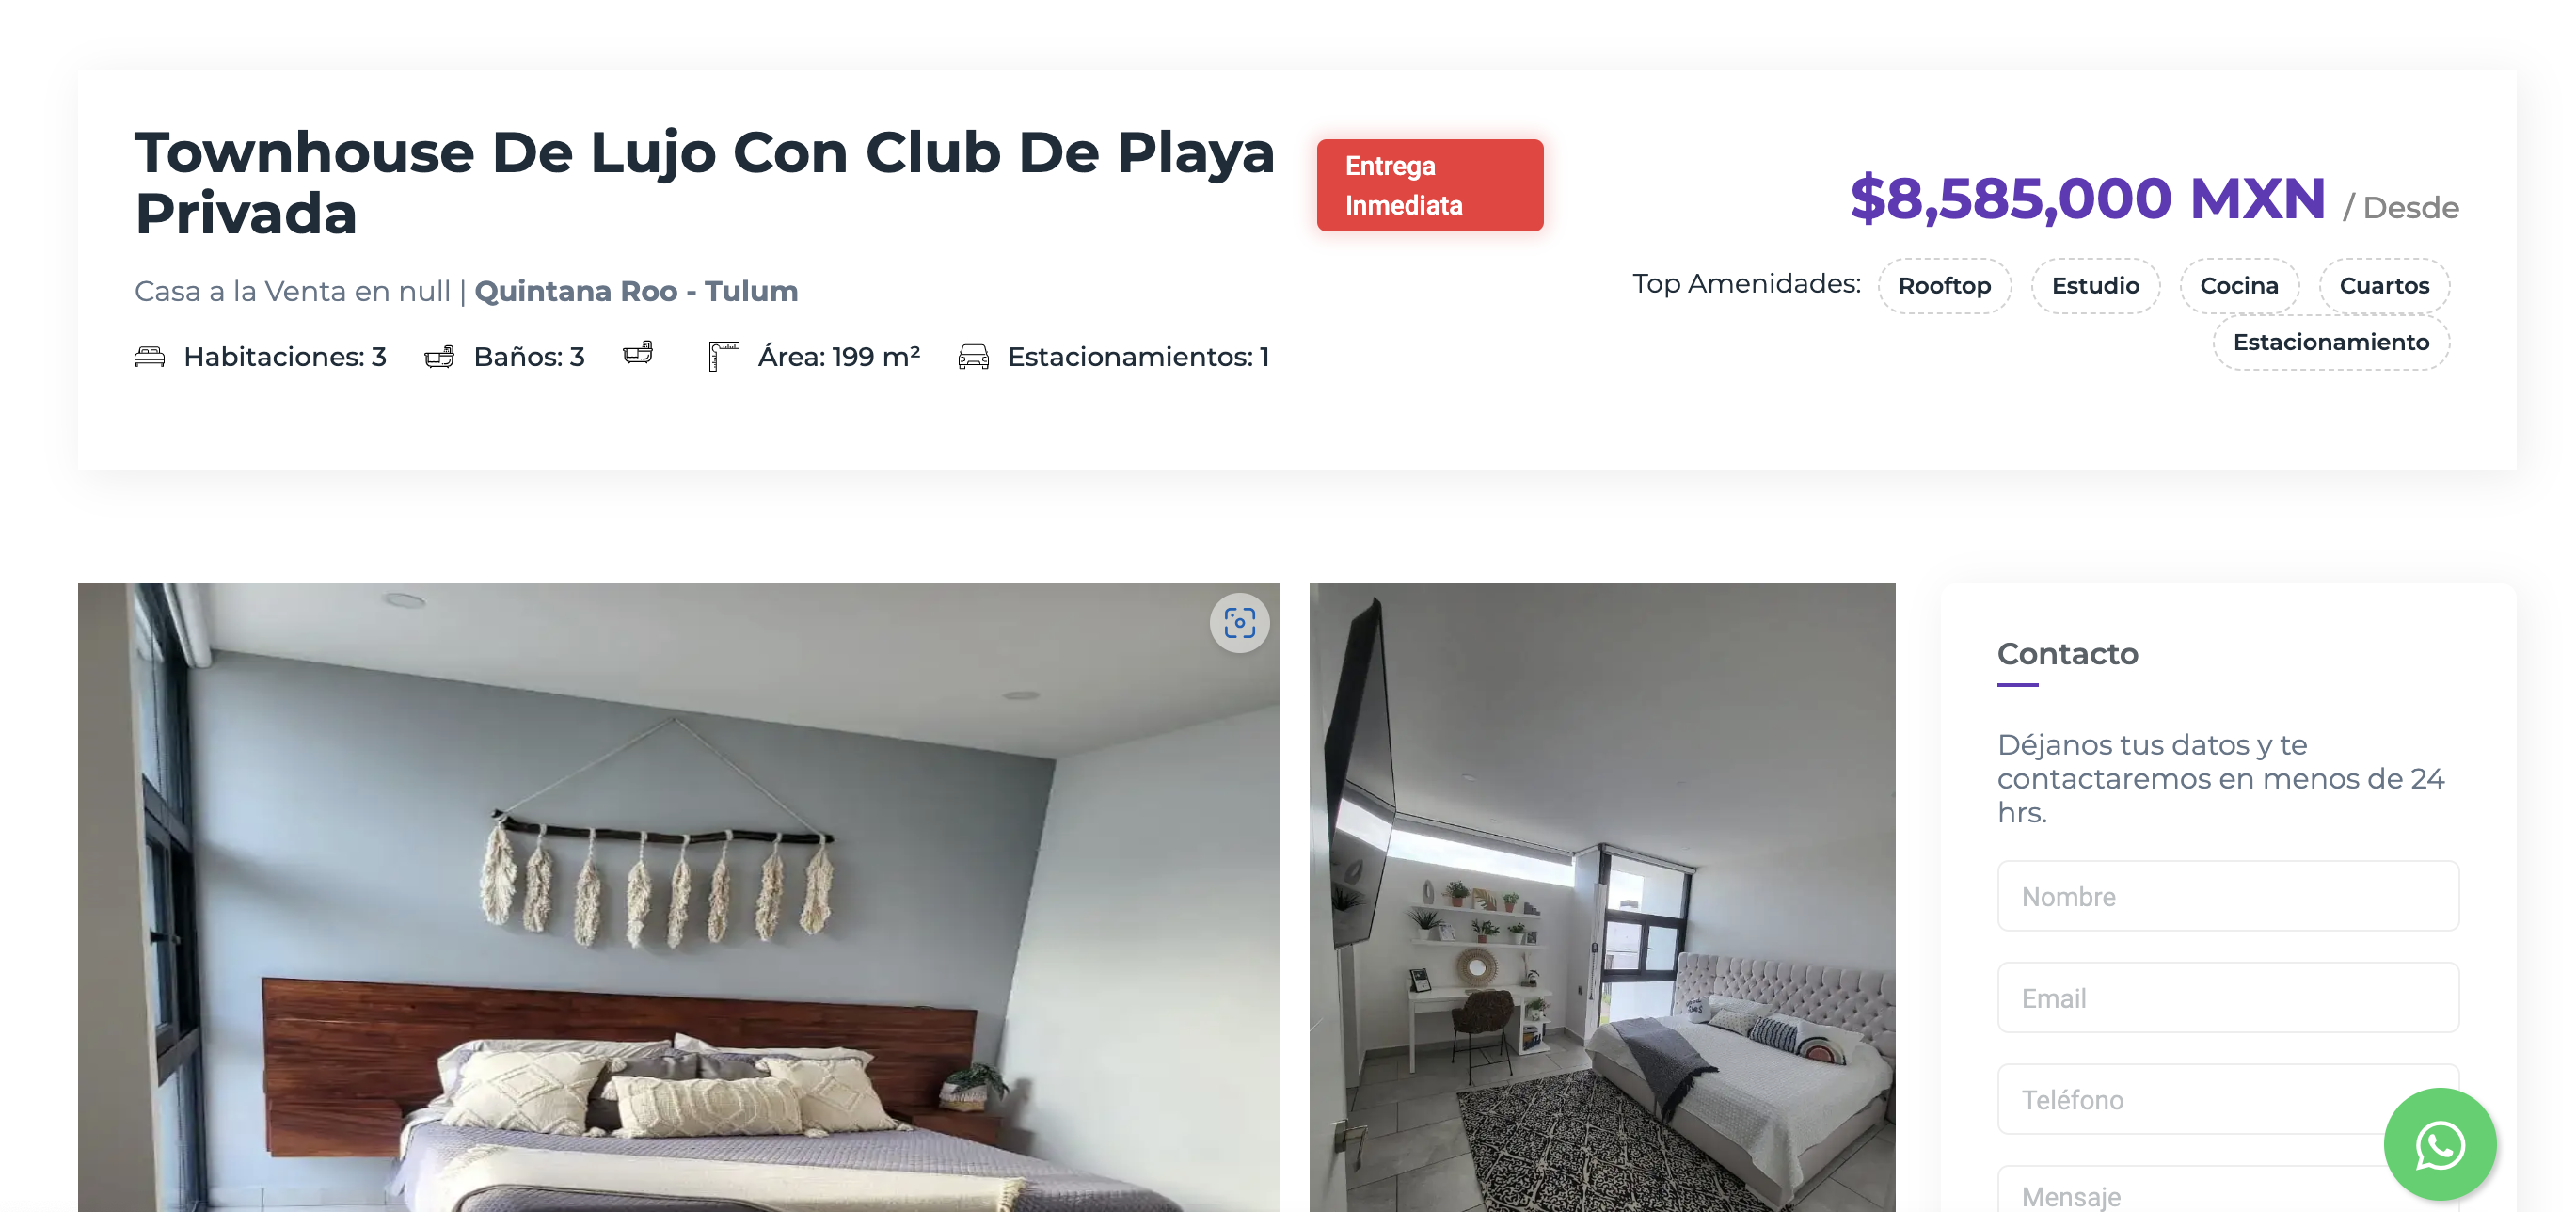 Townhouse De Lujo Con Club De Playa
Privada
Entrega
Inmediata
Casa a la Venta en null | Quintana Roo - Tulum
Habitaciones: 3 Baños: 3 Área: 199 m² Estacionamientos: 1
$8,585,000 MXN / Desde
Top Amenidades: Rooftop Estudio Cocina Cuartos
Estacionamiento
Contacto
Déjanos tus datos y te
contactaremos en menos de 24
hrs.
Nombre
Email
Teléfono
Mensaje